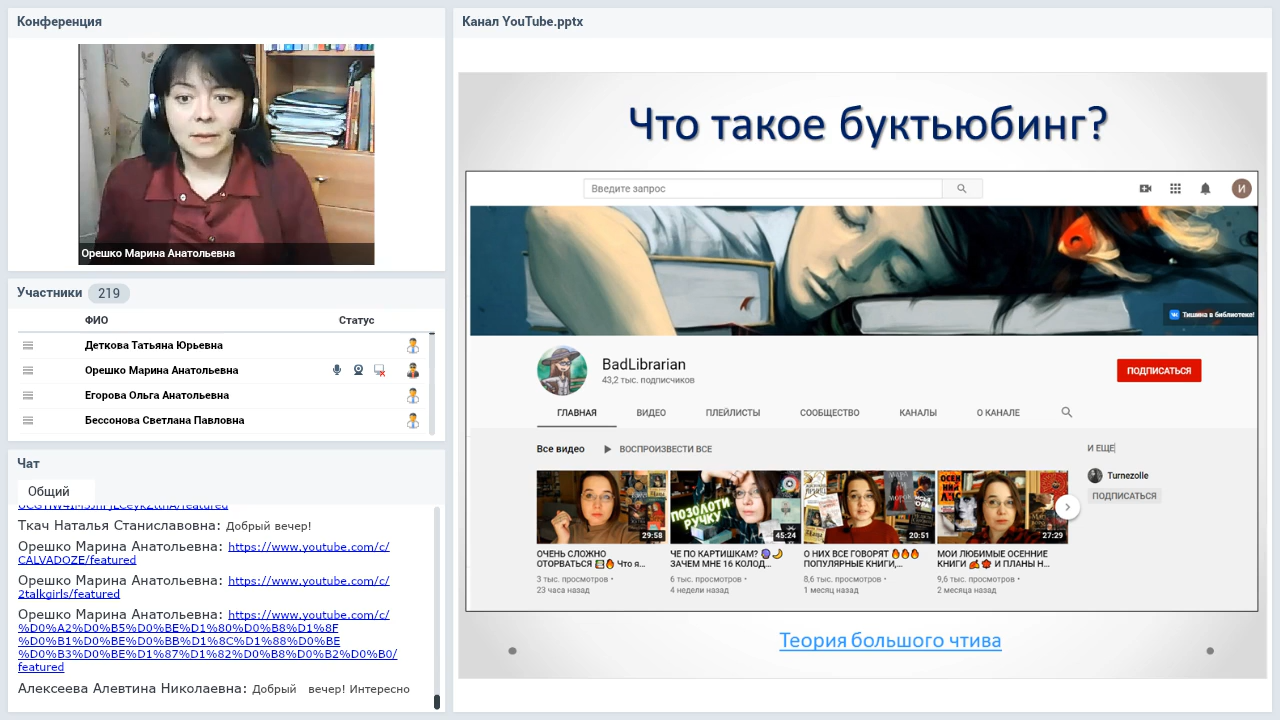 Конференция
Орешко Марина Анатольевна
Участники 219
ФИО Статус
Деткова Татьяна Юрьевна
Орешко Марина Анатольевна
Егорова Ольга Анатольевна
Бессонова Светлана Павловна
Чат
Общий
Ткач Наталья Станиславовна: Добрый вечер!
Орешко Марина Анатольевна: https://www.youtube.com/c/
CALVADOZE/featured
Орешко Марина Анатольевна: https://www.youtube.com/c/
2talkgirls/featured
Орешко Марина Анатольевна: https://www.youtube.com/c/
%D0%A2%D0%B5%D0%BE%D1%80%D0%B8%D1%8F
%D0%B1%D0%BE%D0%BB%D1%8C%D1%88%D0%BE
%D0%B3%D0%BE%D1%87%D1%82%D0%B8%D0%B2%D0%B0/
featured
Алексеева Алевтина Николаевна: Добрый вечер! Интересно
Канал YouTube.pptx
Что такое буктьюбинг?
Введите запрос
И
Тишина в библиотеке!
BadLibrarian
43,2 тыс. подписчиков
ПОДПИСАТЬСЯ
ГЛАВНАЯ ВИДЕО ПЛЕЙЛИСТЫ СООБЩЕСТВО КАНАЛЫ О КАНАЛЕ
Все видео ВОСПРОИЗВЕСТИ ВСЕ
И ЕЩЕ
Turnezolle
ПОДПИСАТЬСЯ
ПОЗОЛОТИ
РУЧКУ
29:58 45:24 20:51 27:29
ОЧЕНЬ СЛОЖНО
ОТОРВАТЬСЯ 📗🔥 Что я...
3 тыс. просмотров •
23 часа назад
ЧЕ ПО КАРТИШКАМ? 🔮🌙
ЗАЧЕМ МНЕ 16 КОЛОД...
6 тыс. просмотров •
4 недели назад
О НИХ ВСЕ ГОВОРЯТ 🔥🔥🔥
ПОПУЛЯРНЫЕ КНИГИ,...
8,6 тыс. просмотров •
1 месяц назад
МОИ ЛЮБИМЫЕ ОСЕННИЕ
КНИГИ ✍🍁 И ПЛАНЫ Н...
9,6 тыс. просмотров •
2 месяца назад
Теория большого чтива